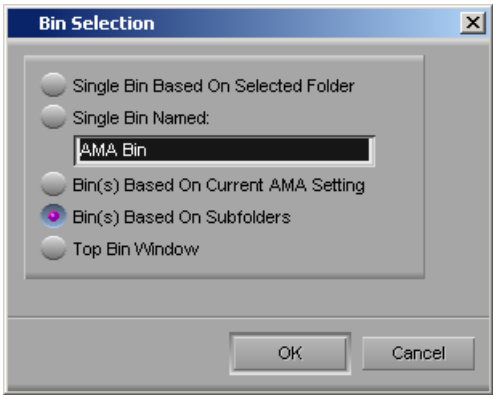 Bin Selection
Single Bin Based On Selected Folder
Single Bin Named:
AMA Bin
Bin(s) Based On Current AMA Setting
Bin(s) Based On Subfolders
Top Bin Window
OK Cancel